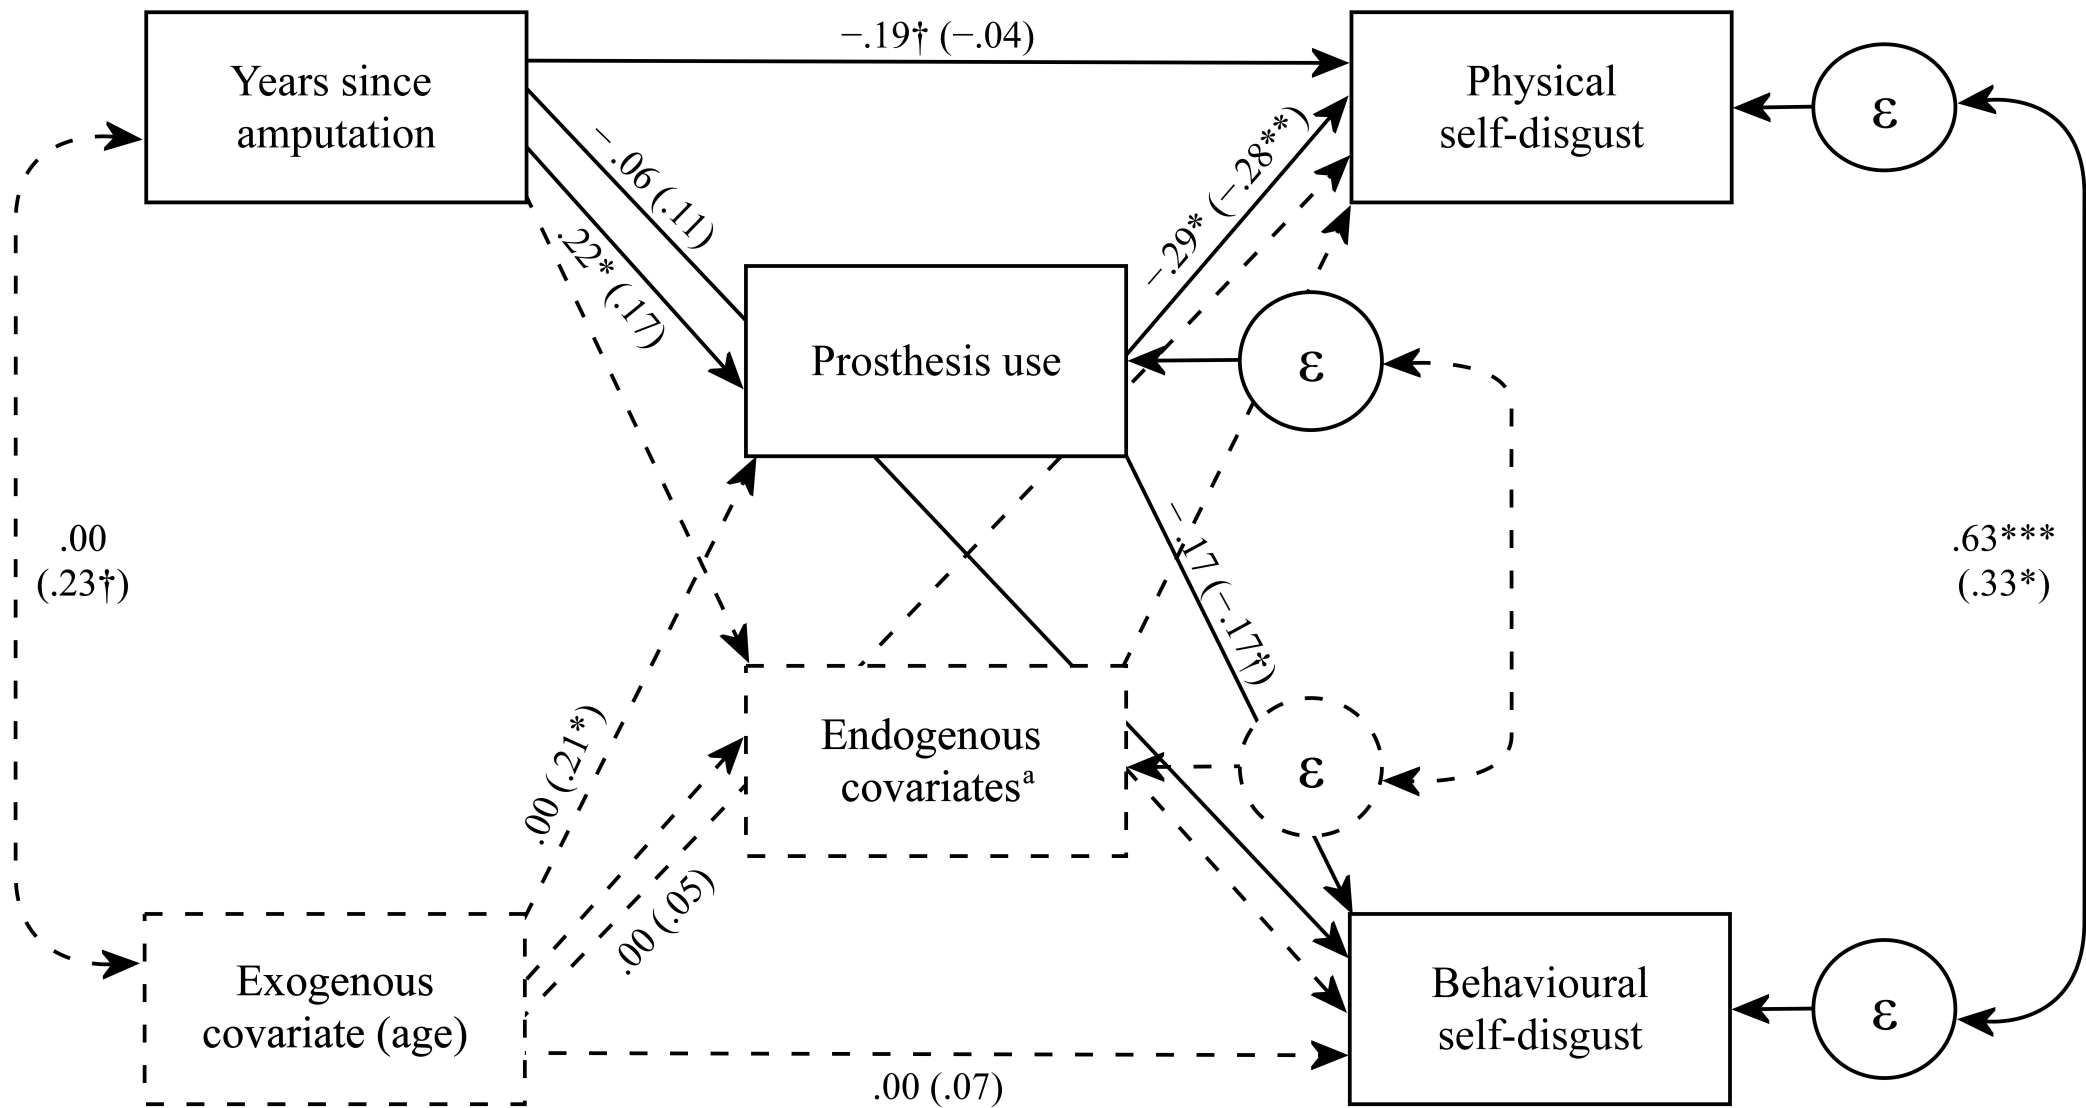 −.19† (−.04)
Years since
amputation
Physical
self-disgust
ε
−.06 (.11)
.22* (.17)
−.29* (−.28**)
Prosthesis use
ε
.00
(.23†)
−.17 (−.17†)
.63***
(.33*)
.00 (.21*)
Endogenous
covariatesª
ε
.00 (.05)
Exogenous
covariate (age)
Behavioural
self-disgust
ε
.00 (.07)